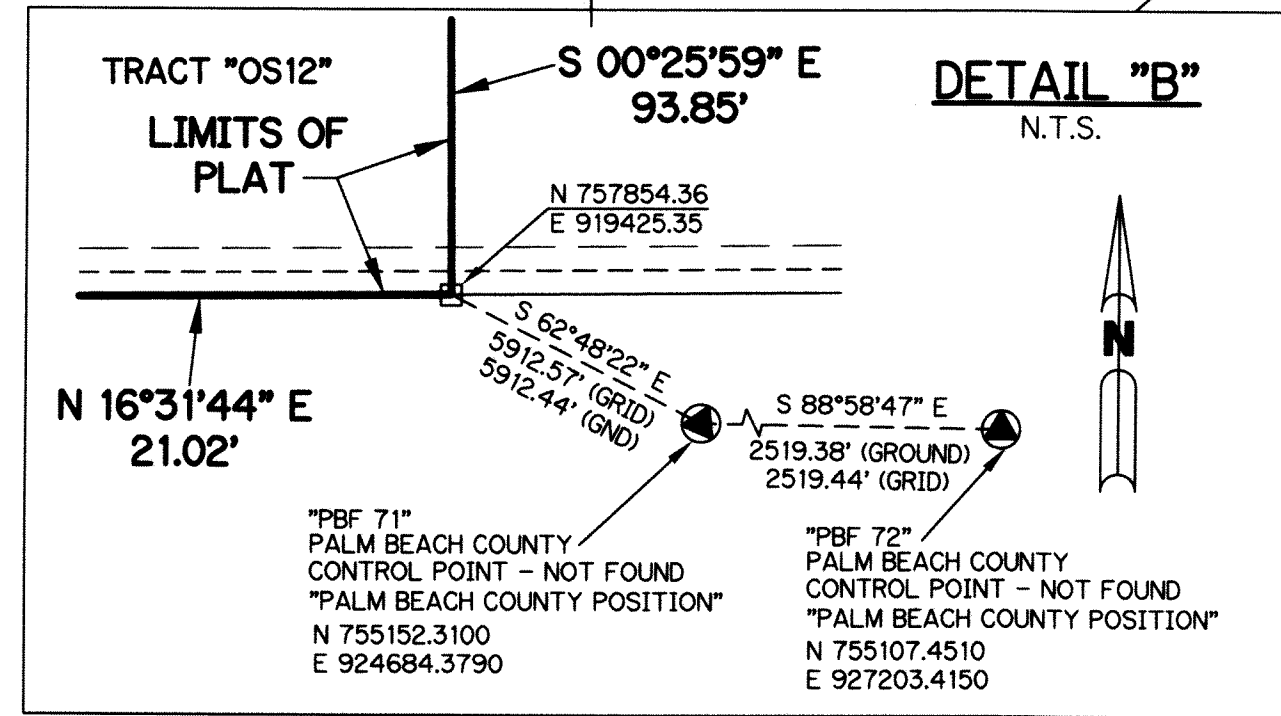 TRACT "OS12"
LIMITS OF
PLAT
S 00°25'59" E
93.85'
DETAIL "B"
N.T.S.
N 757854.36
E 919425.35
N
S 62°48'22" E
5912.57' (GRID)
5912.44' (GND)
N 16°31'44" E
21.02'
S 88°58'47" E
2519.38' (GROUND)
2519.44' (GRID)
"PBF 71"
PALM BEACH COUNTY
CONTROL POINT - NOT FOUND
"PALM BEACH COUNTY POSITION"
N 755152.3100
E 924684.3790
"PBF 72"
PALM BEACH COUNTY
CONTROL POINT - NOT FOUND
"PALM BEACH COUNTY POSITION"
N 755107.4510
E 927203.4150